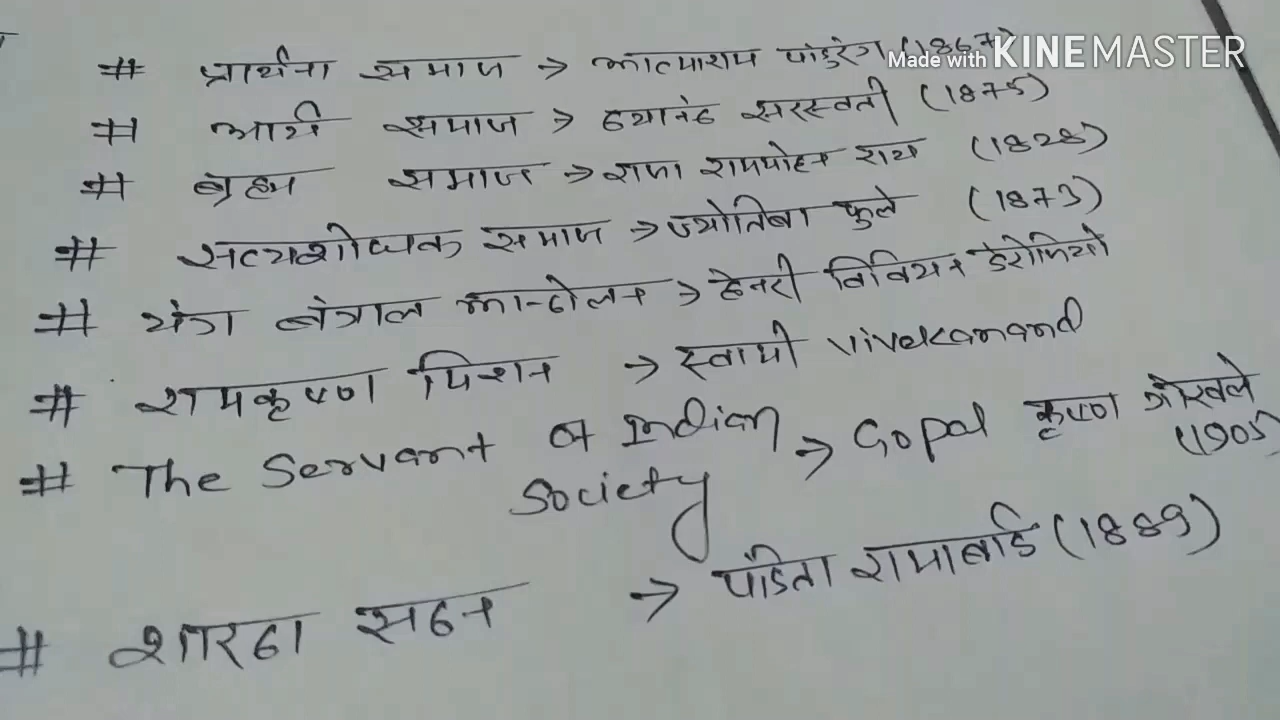 # प्रार्थना समाज → आत्माराम पांडुरंग (1867)
Made with KINEMASTER
# आर्य समाज → दयानंद सरस्वती (1875)
# ब्रह्म समाज → राजा राममोहन राय (1828)
# सत्यशोधक समाज → ज्योतिबा फुले (1873)
# यंग बंगाल आन्दोलन → हेनरी विवियन डेरोजियो
# रामकृष्ण मिशन → स्वामी Vivekanand
# The Servant of Indian Society → Gopal कृष्ण गोखले (1905)
# शारदा सदन → पंडिता रामाबाई (1889)